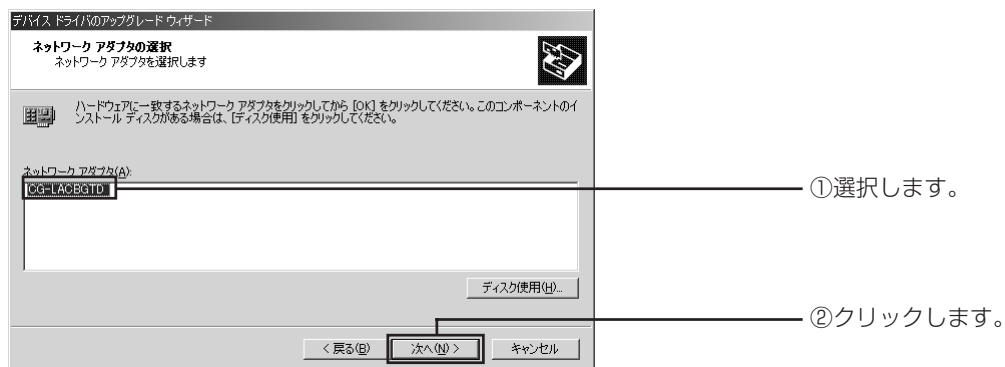 デバイス ドライバのアップグレード ウィザード
ネットワーク アダプタの選択
ネットワーク アダプタを選択します
ハードウェアに一致するネットワーク アダプタをクリックしてから [OK] をクリックしてください。このコンポーネントのイ
ンストール ディスクがある場合は、[ディスク使用] をクリックしてください。
ネットワーク アダプタ(A):
CG-LACBGTD
①選択します。
ディスク使用(H)...
②クリックします。
< 戻る(B)
次へ(N) >
キャンセル